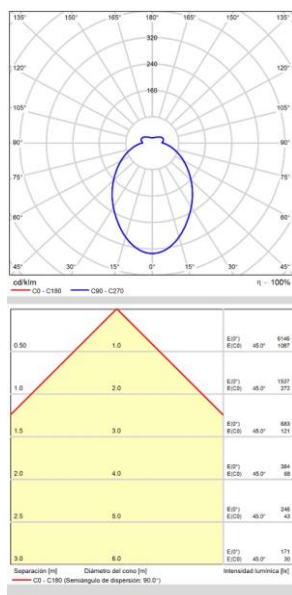 135° 150° 165° 180° 165° 150° 135°
320
240
120° 120°
160
105° 105°
90° 90°
75° 75°
60° 60°
45° 30° 15° 0° 15° 30° 45°
cd/klm η = 100%
C0 - C180 C90 - C270
0.50 1.0 E(0°) 6146
E(C0) 45.0° 1087
1.0 2.0 E(0°) 1537
E(C0) 45.0° 272
1.5 3.0 E(0°) 683
E(C0) 45.0° 121
2.0 4.0 E(0°) 384
E(C0) 45.0° 68
2.5 5.0 E(0°) 246
E(C0) 45.0° 43
3.0 6.0 E(0°) 171
E(C0) 45.0° 30
Separación [m] Diámetro del cono [m] Intensidad lumínica [lx]
C0 - C180 (Semiángulo de dispersión: 90.0°)